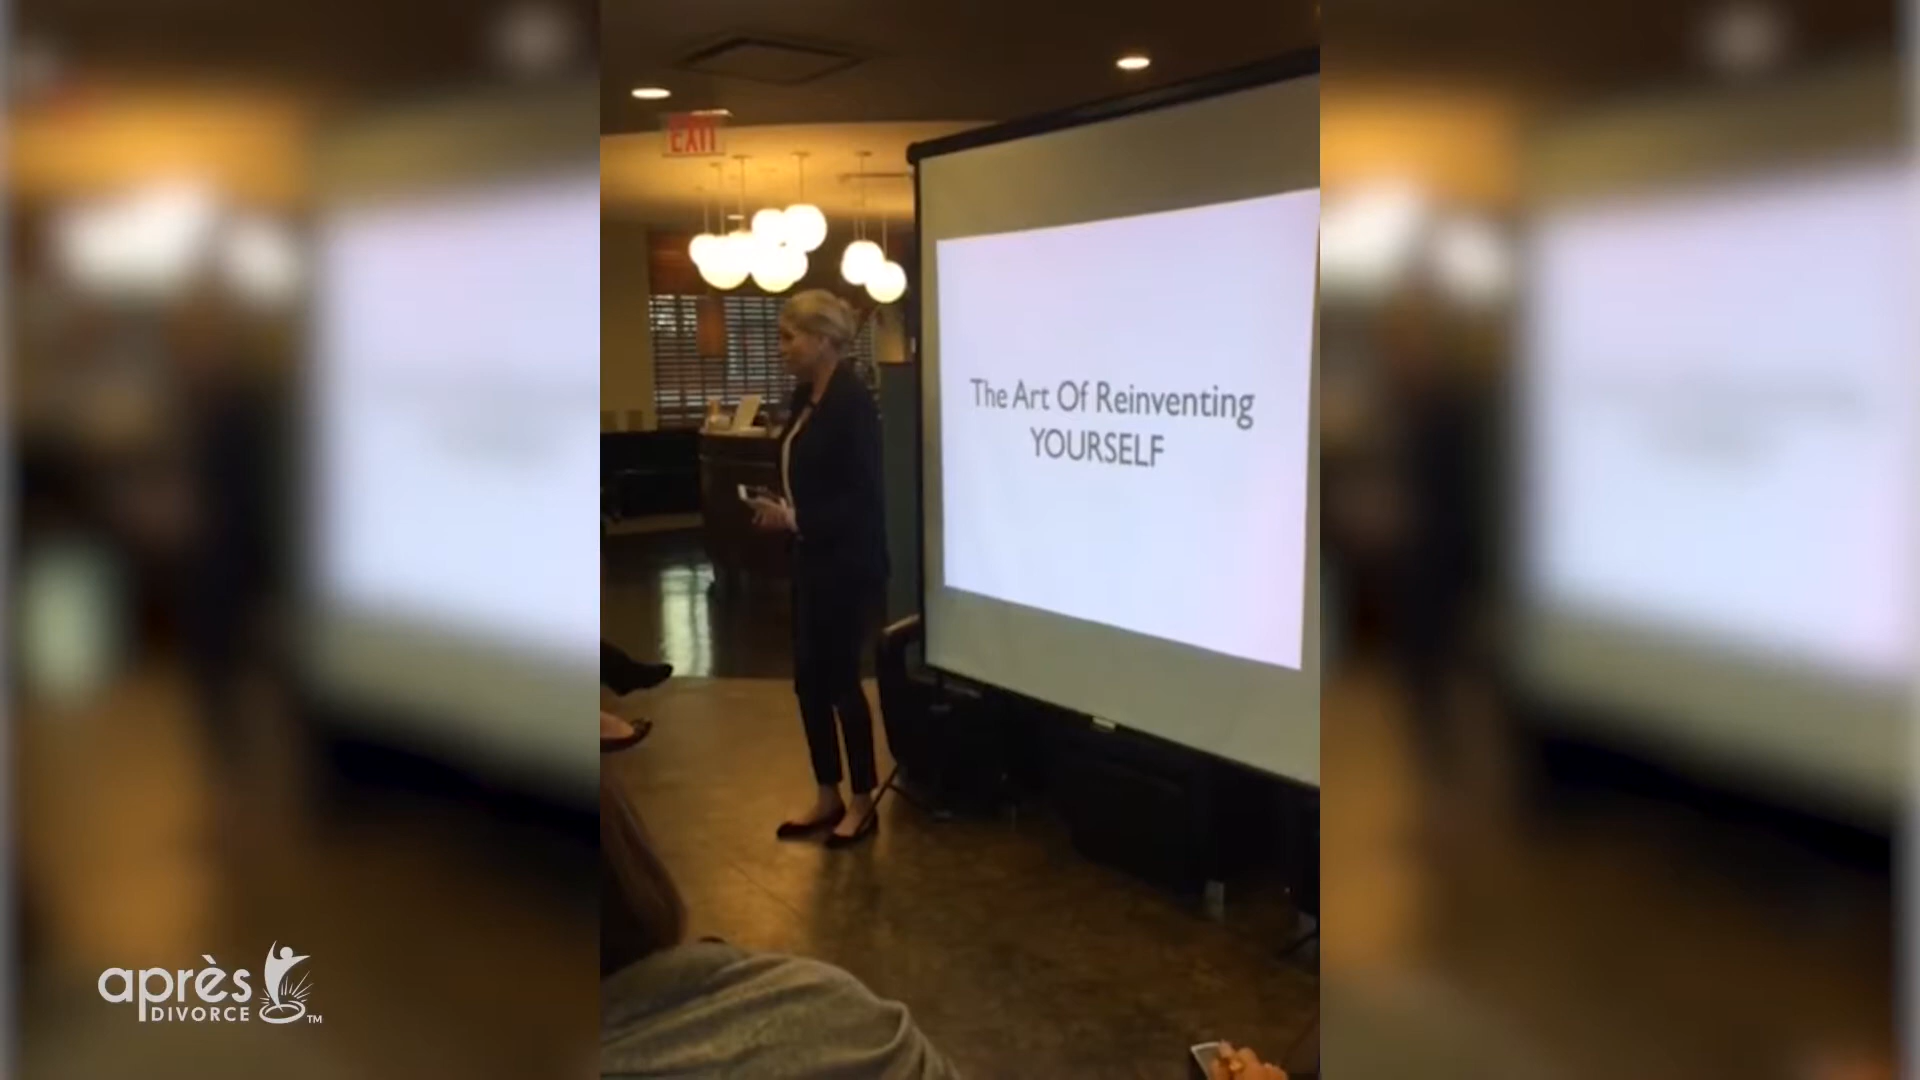 EXIT
The Art Of Reinventing
YOURSELF
après
DIVORCE
TM